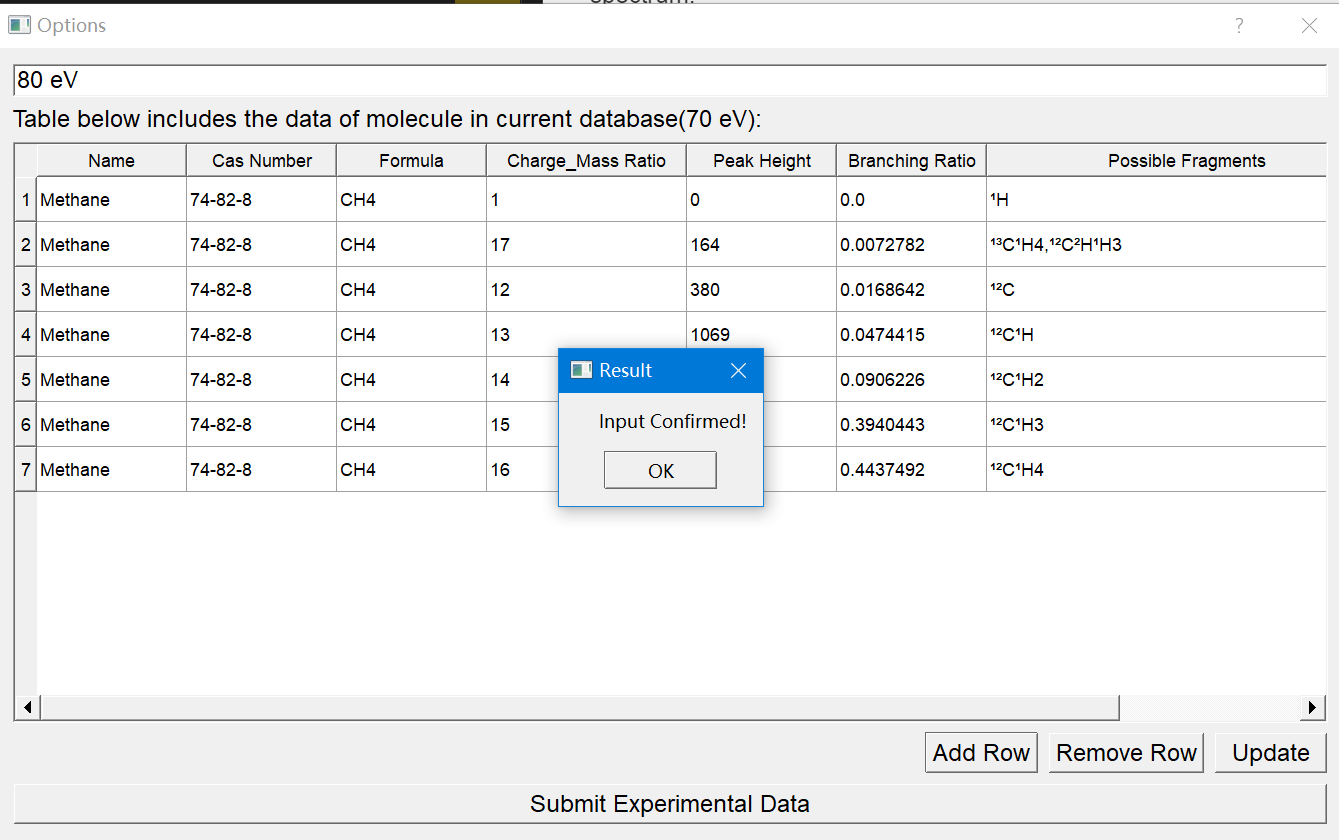 Options
80 eV
Table below includes the data of molecule in current database(70 eV):
Name Cas Number Formula Charge_Mass Ratio Peak Height Branching Ratio Possible Fragments
1 Methane 74-82-8 CH4 1 0 0.0 ¹H
2 Methane 74-82-8 CH4 17 164 0.0072782 ¹³C¹H4,¹²C²H¹H3
3 Methane 74-82-8 CH4 12 380 0.0168642 ¹²C
4 Methane 74-82-8 CH4 13 1069 0.0474415 ¹²C¹H
5 Methane 74-82-8 CH4 14 0.0906226 ¹²C¹H2
6 Methane 74-82-8 CH4 15 0.3940443 ¹²C¹H3
7 Methane 74-82-8 CH4 16 0.4437492 ¹²C¹H4
Result
Input Confirmed!
OK
Add Row Remove Row Update
Submit Experimental Data